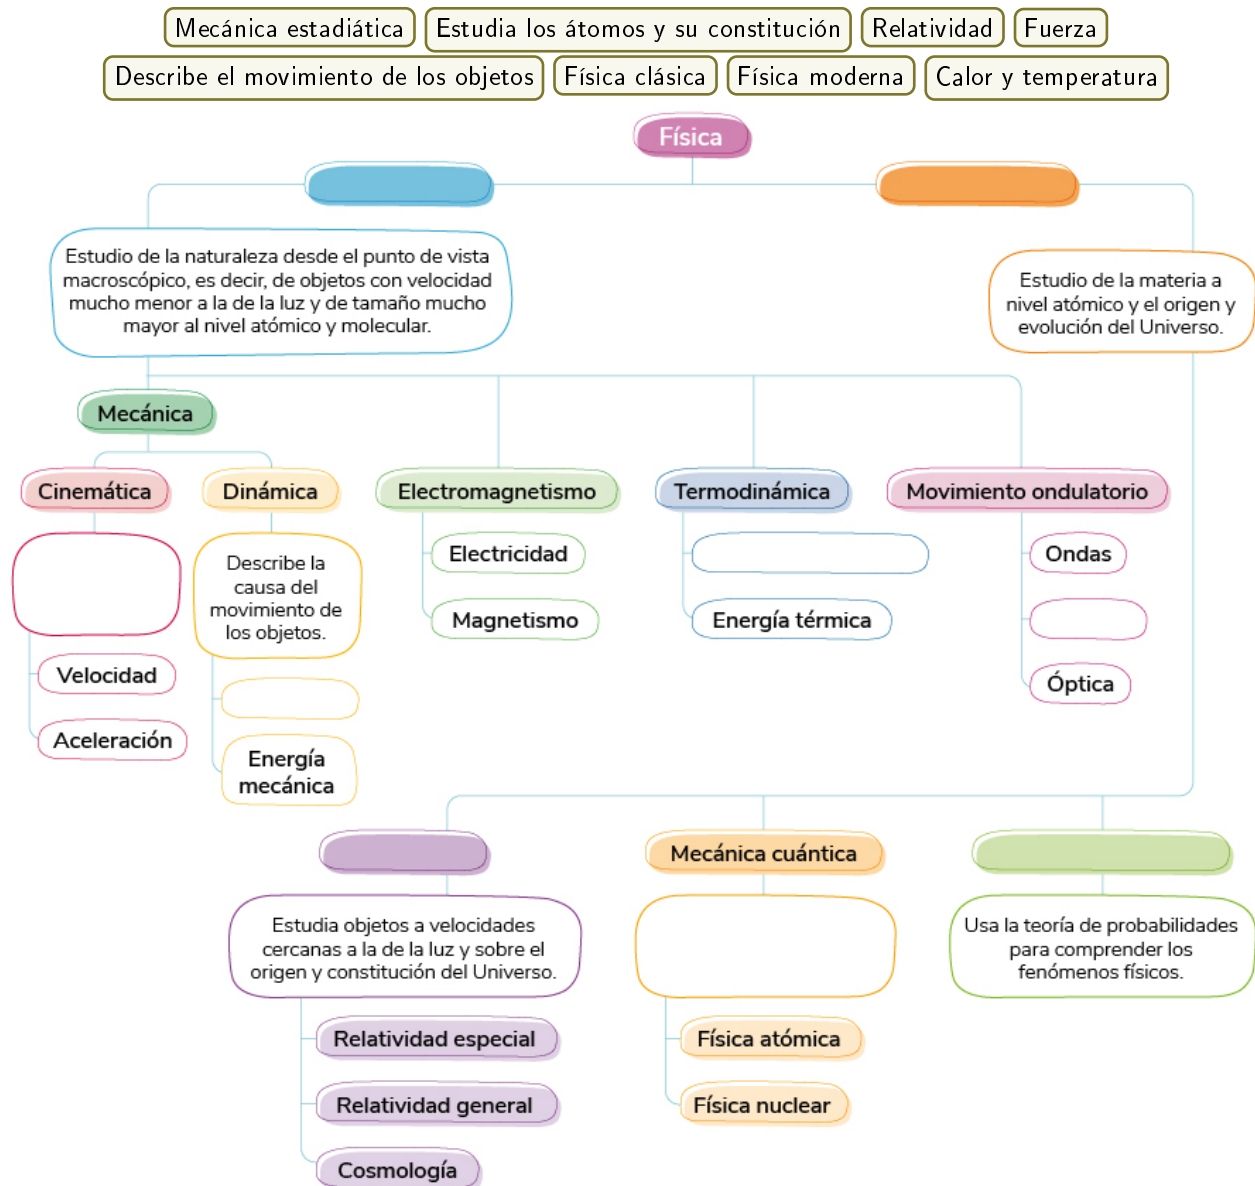 Mecánica estadiática Estudia los átomos y su constitución Relatividad Fuerza
Describe el movimiento de los objetos Física clásica Física moderna Calor y temperatura
Física
Estudio de la naturaleza desde el punto de vista
macroscópico, es decir, de objetos con velocidad
mucho menor a la de la luz y de tamaño mucho
mayor al nivel atómico y molecular.
Estudio de la materia a
nivel atómico y el origen y
evolución del Universo.
Mecánica
Cinemática
Dinámica
Electromagnetismo
Termodinámica
Movimiento ondulatorio
Describe la
causa del
movimiento de
los objetos.
Electricidad
Magnetismo
Energía térmica
Ondas
Óptica
Velocidad
Aceleración
Energía
mecánica
Mecánica cuántica
Estudia objetos a velocidades
cercanas a la de la luz y sobre el
origen y constitución del Universo.
Usa la teoría de probabilidades
para comprender los
fenómenos físicos.
Relatividad especial
Relatividad general
Cosmología
Física atómica
Física nuclear